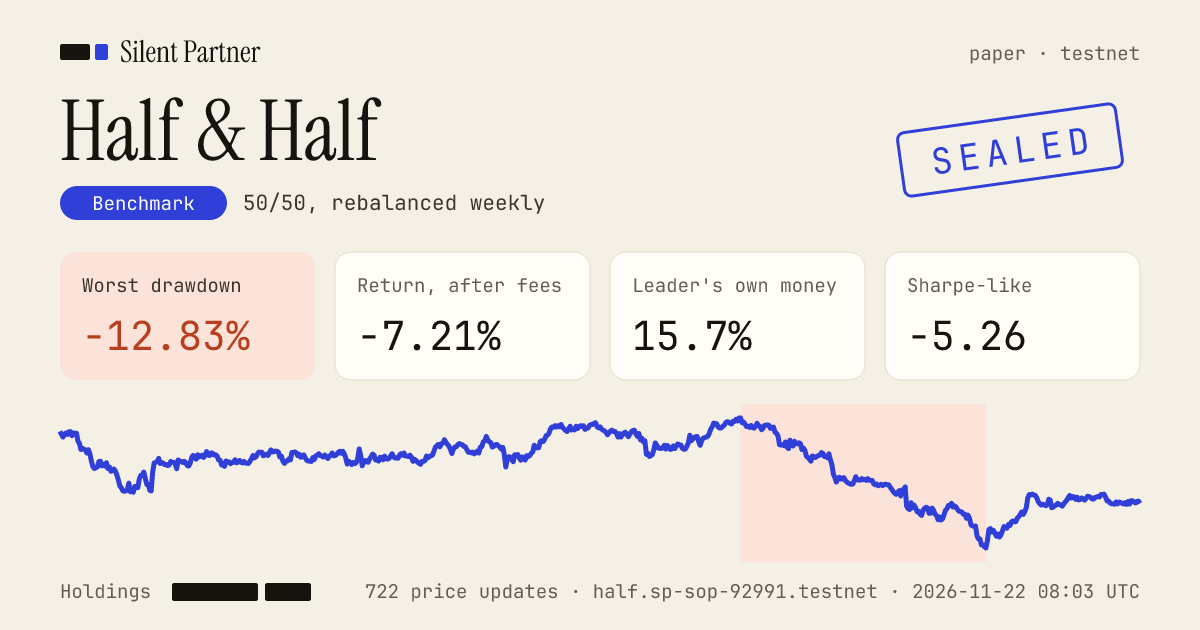 Silent Partner
paper · testnet
Half & Half
SEALED
Benchmark 50/50, rebalanced weekly
Worst drawdown
-12.83%
Return, after fees
-7.21%
Leader's own money
15.7%
Sharpe-like
-5.26
Holdings
722 price updates · half.sp-sop-92991.testnet · 2026-11-22 08:03 UTC